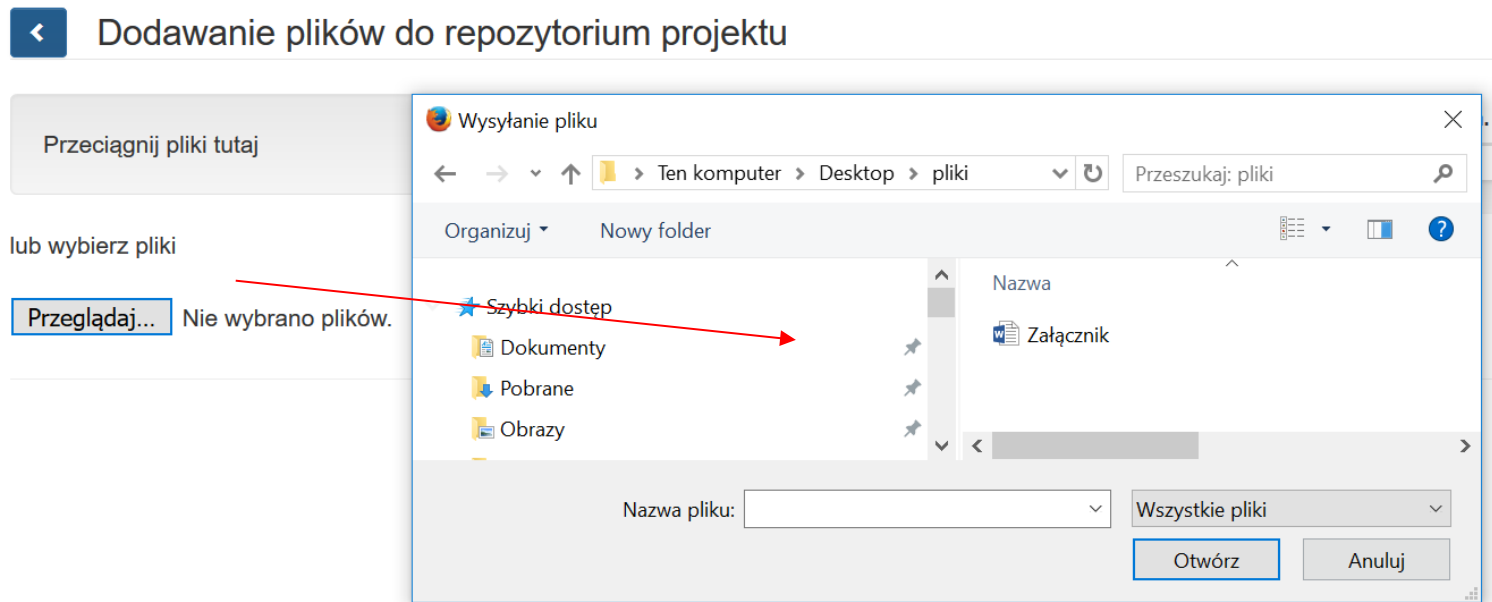 Dodawanie plików do repozytorium projektu
Przeciągnij pliki tutaj
lub wybierz pliki
Przeglądaj... Nie wybrano plików.
Wysyłanie pliku
Ten komputer > Desktop > pliki
Przeszukaj: pliki
Organizuj
Nowy folder
Szybki dostęp
Dokumenty
Pobrane
Obrazy
Nazwa
Załącznik
Nazwa pliku:
Wszystkie pliki
Otwórz
Anuluj